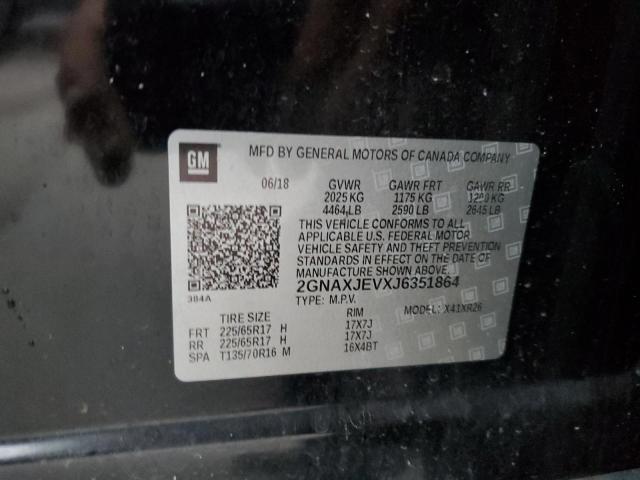 GM
MFD BY GENERAL MOTORS OF CANADA COMPANY
06/18 GVWR GAWR FRT GAWR RR
2025 KG 1175 KG 1200 KG
4464 LB 2590 LB 2645 LB
THIS VEHICLE CONFORMS TO ALL
APPLICABLE U.S. FEDERAL MOTOR
VEHICLE SAFETY AND THEFT PREVENTION
STANDARDS IN EFFECT ON THE DATE OF
MANUFACTURE SHOWN ABOVE.
2GNAXJEVXJ6351864
384A
TYPE: M.P.V. MODEL: X41XR26
TIRE SIZE RIM
FRT 225/65R17 H 17X7J
RR 225/65R17 H 17X7J
SPA T135/70R16 M 16X4BT